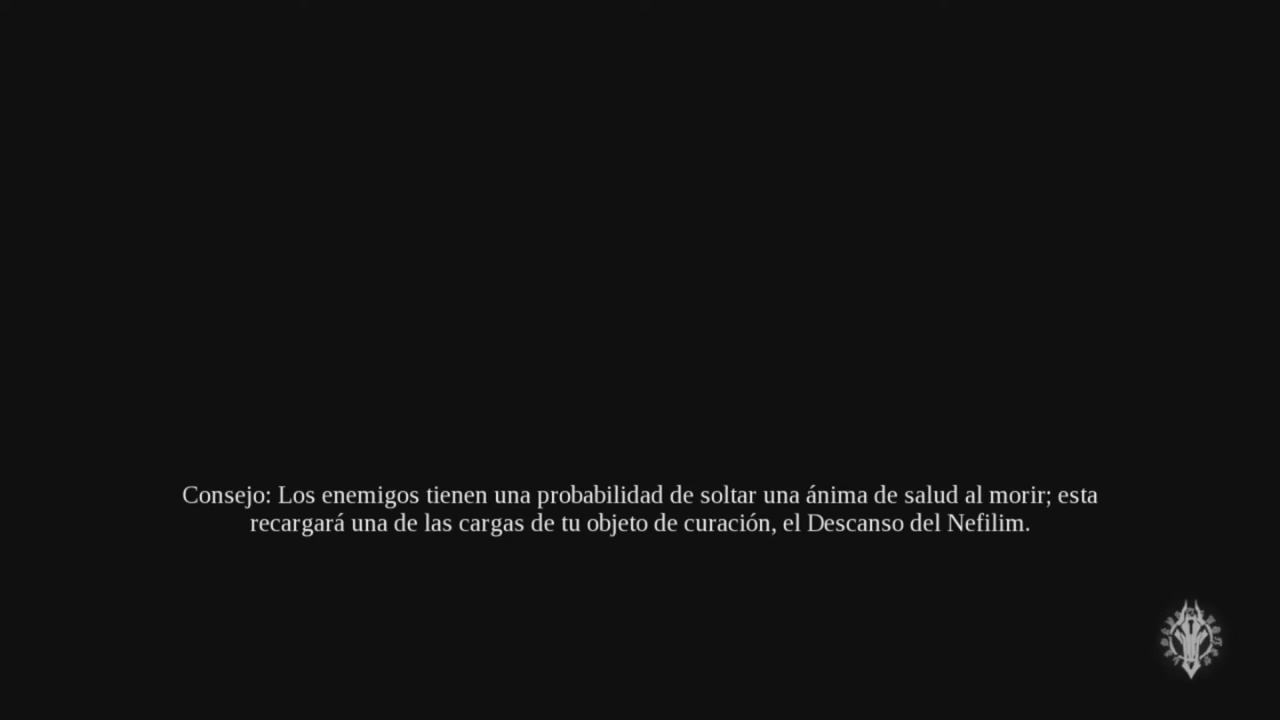 Consejo: Los enemigos tienen una probabilidad de soltar una ánima de salud al morir; esta
recargará una de las cargas de tu objeto de curación, el Descanso del Nefilim.